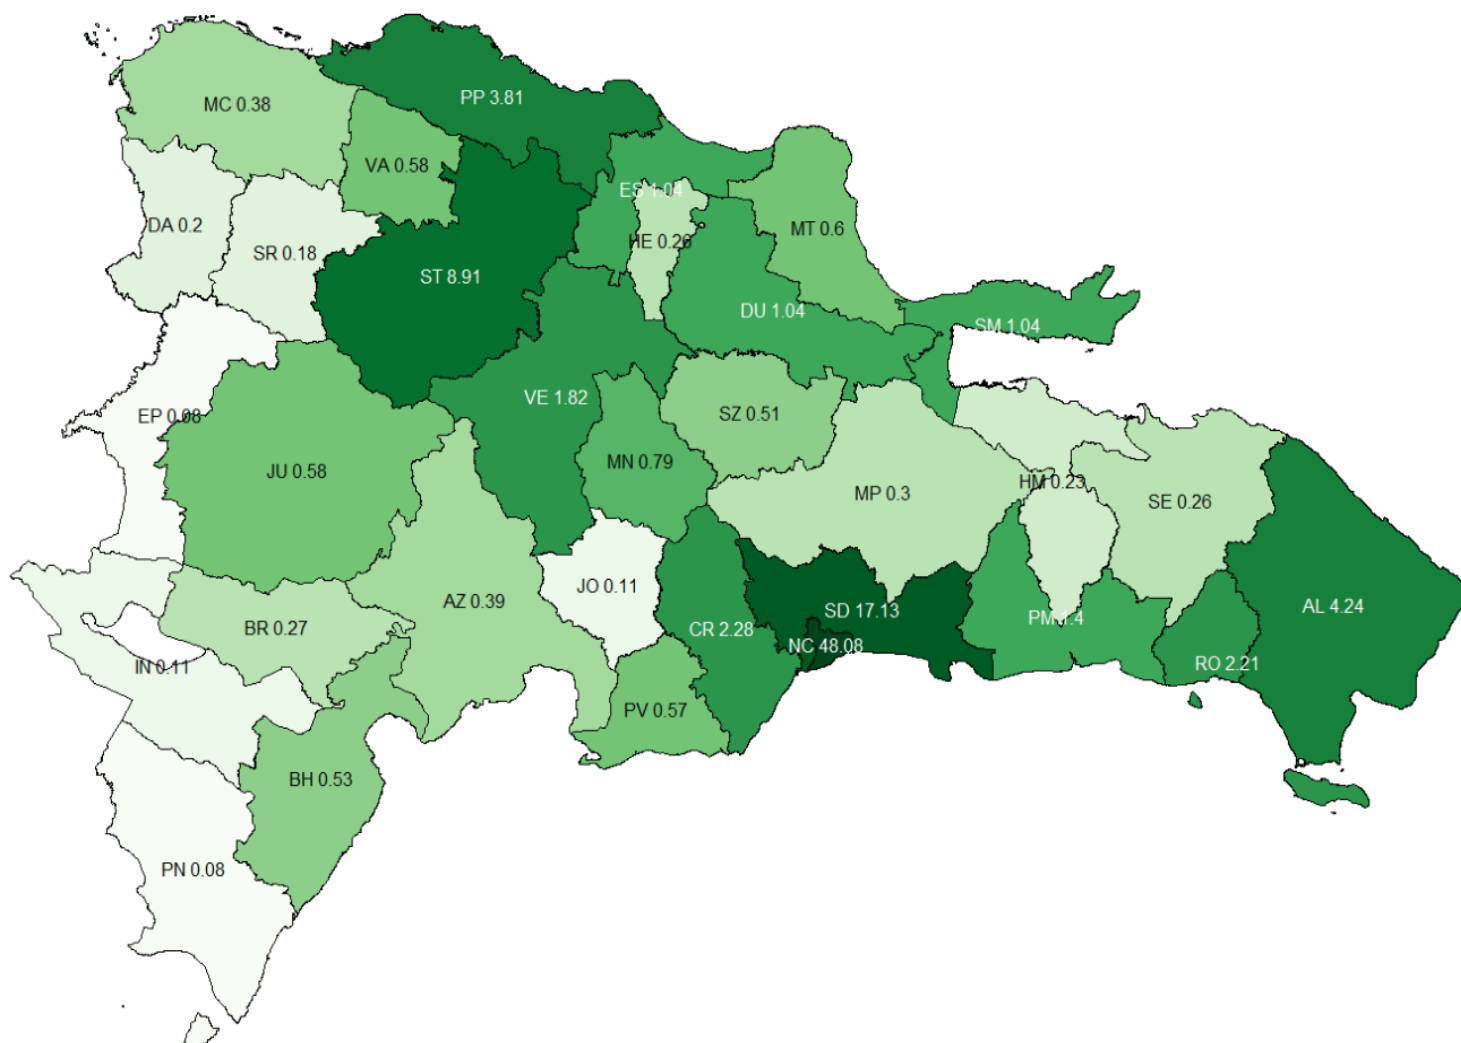 PP 3.81
MC 0.38
VA 0.58
ES 1.04
DA 0.2
MT 0.6
HE 0.26
SR 0.18
ST 8.91
DU 1.04
SM 1.04
VE 1.82
EP 0.08
SZ 0.51
MN 0.79
JU 0.58
HM 0.23
MP 0.3
SE 0.26
JO 0.11
AZ 0.39
AL 4.24
SD 17.13
PM 1.4
BR 0.27
CR 2.28
NC 48.08
RO 2.21
IN 0.11
PV 0.57
BH 0.53
PN 0.08